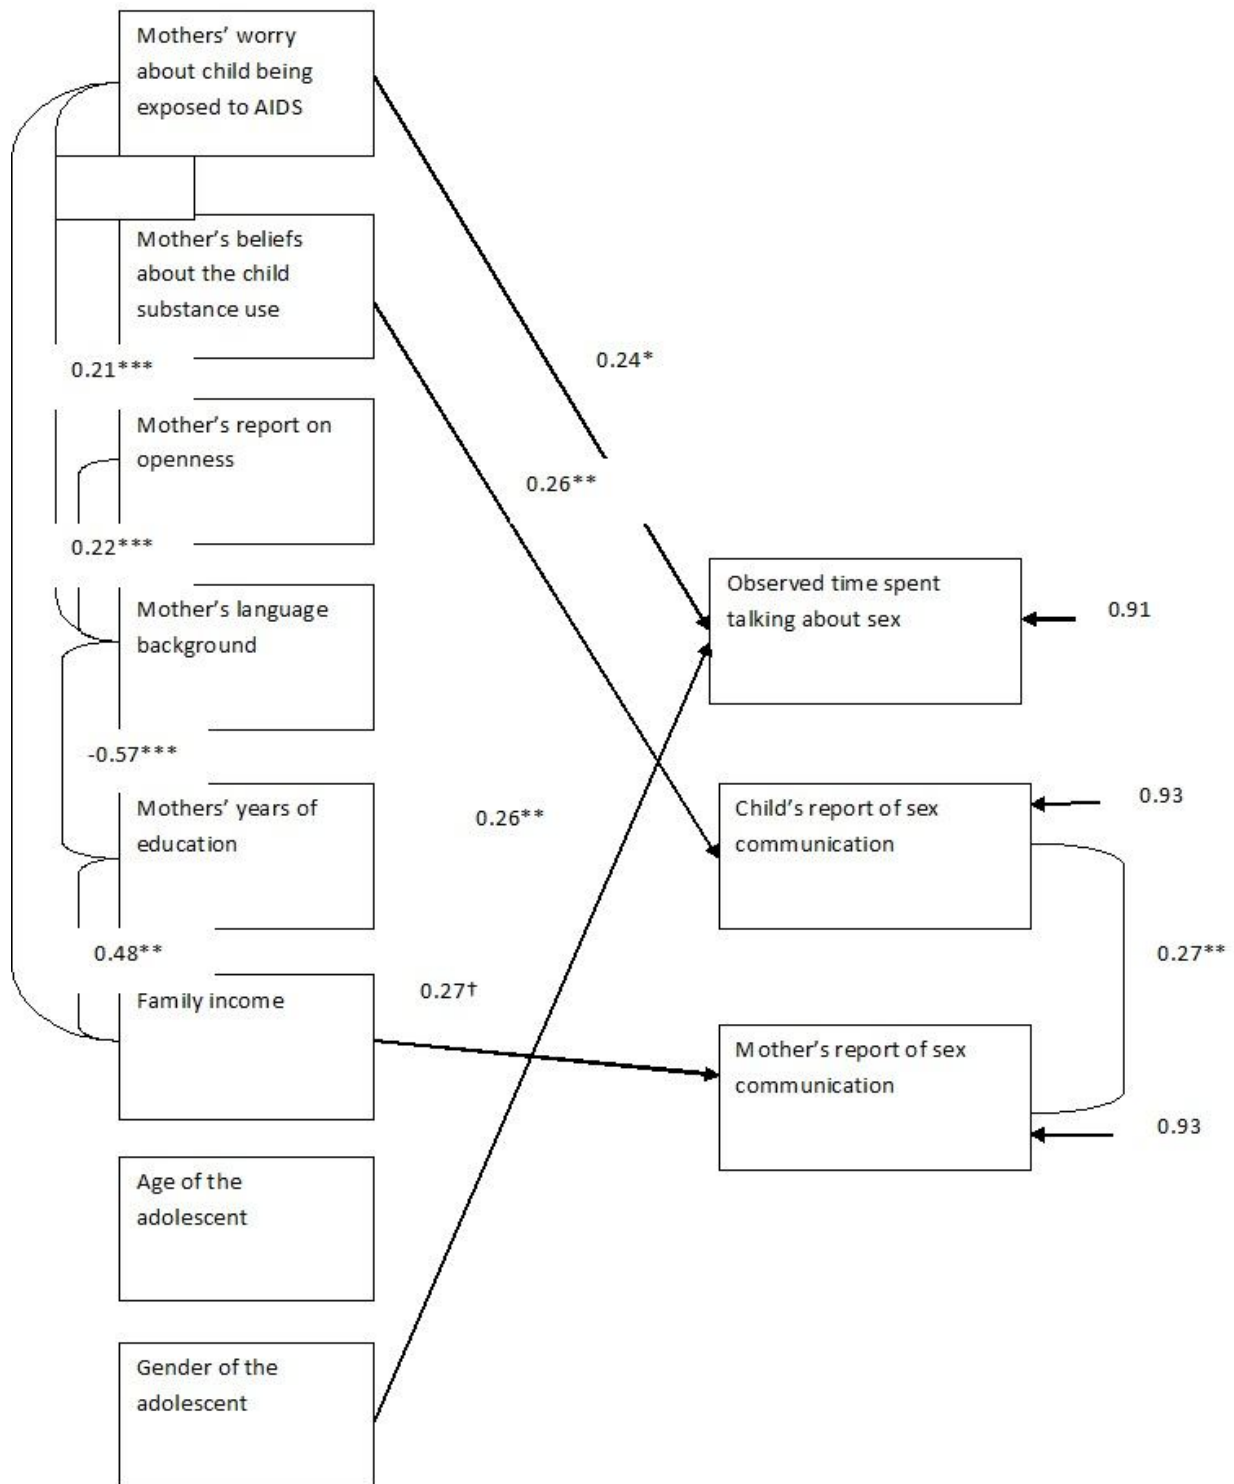 Mothers’ worry
about child being
exposed to AIDS
Mother’s beliefs
about the child
substance use
0.21***
0.24*
Mother’s report on
openness
0.26**
0.22***
Mother’s language
background
Observed time spent
talking about sex
0.91
-0.57***
Mothers’ years of
education
0.26**
Child’s report of sex
communication
0.93
0.48**
0.27**
Family income
0.27†
Mother’s report of sex
communication
0.93
Age of the
adolescent
Gender of the
adolescent